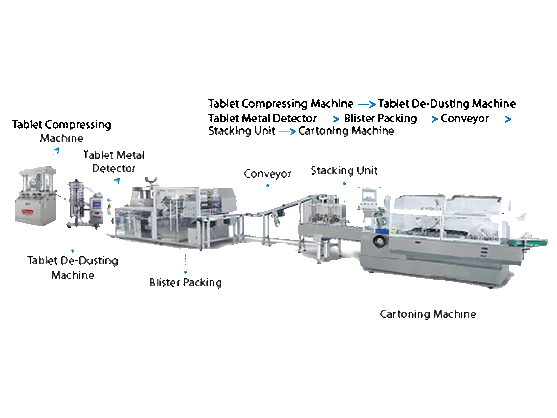 Tablet Compressing Machine → Tablet De-Dusting Machine
Tablet Metal Detector > Blister Packing > Conveyor >
Stacking Unit → Cartoning Machine
Tablet Compressing
Machine
Tablet Metal
Detector
Conveyor
Stacking Unit
Tablet De-Dusting
Machine
Blister Packing
Cartoning Machine